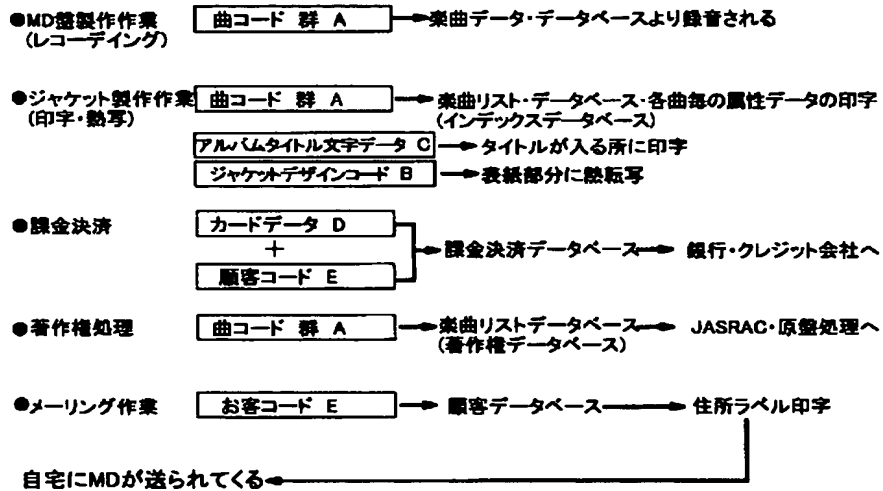 ●MD盤製作作業 曲コード 群 A 楽曲データ・データベースより録音される
(レコーデイング)
●ジャケット製作作業 曲コード 群 A 楽曲リスト・データベース・各曲毎の属性データの印字
(印字・熱写) (インデックスデータベース)
アルバムタイトル文字データ C タイトルが入る所に印字
ジャケットデザインコード B 表紙部分に熱転写
●課金決済 カードデータ D
+ 課金決済データベース 銀行・クレジット会社へ
顧客コード E
●著作権処理 曲コード 群 A 楽曲リストデータベース JASRAC・原盤処理へ
(著作権データベース)
●メーリング作業 お客コード E 顧客データベース 住所ラベル印字
自宅にMDが送られてくる